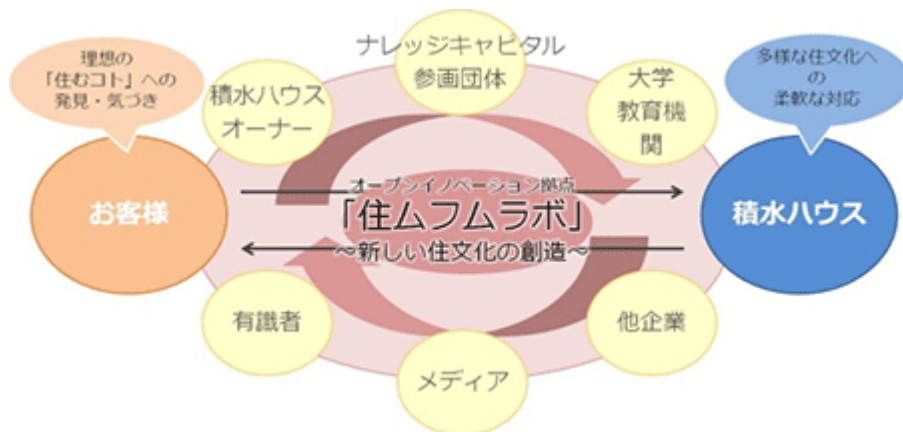 理想の
「住むコト」への
発見・気づき
お客様
積水ハウス
オーナー
ナレッジキャピタル
参画団体
大学
教育機
関
多様な住文化へ
の
柔軟な対応
積水ハウス
オープンイノベーション拠点
「住ムフムラボ」
～新しい住文化の創造～
有識者
メディア
他企業